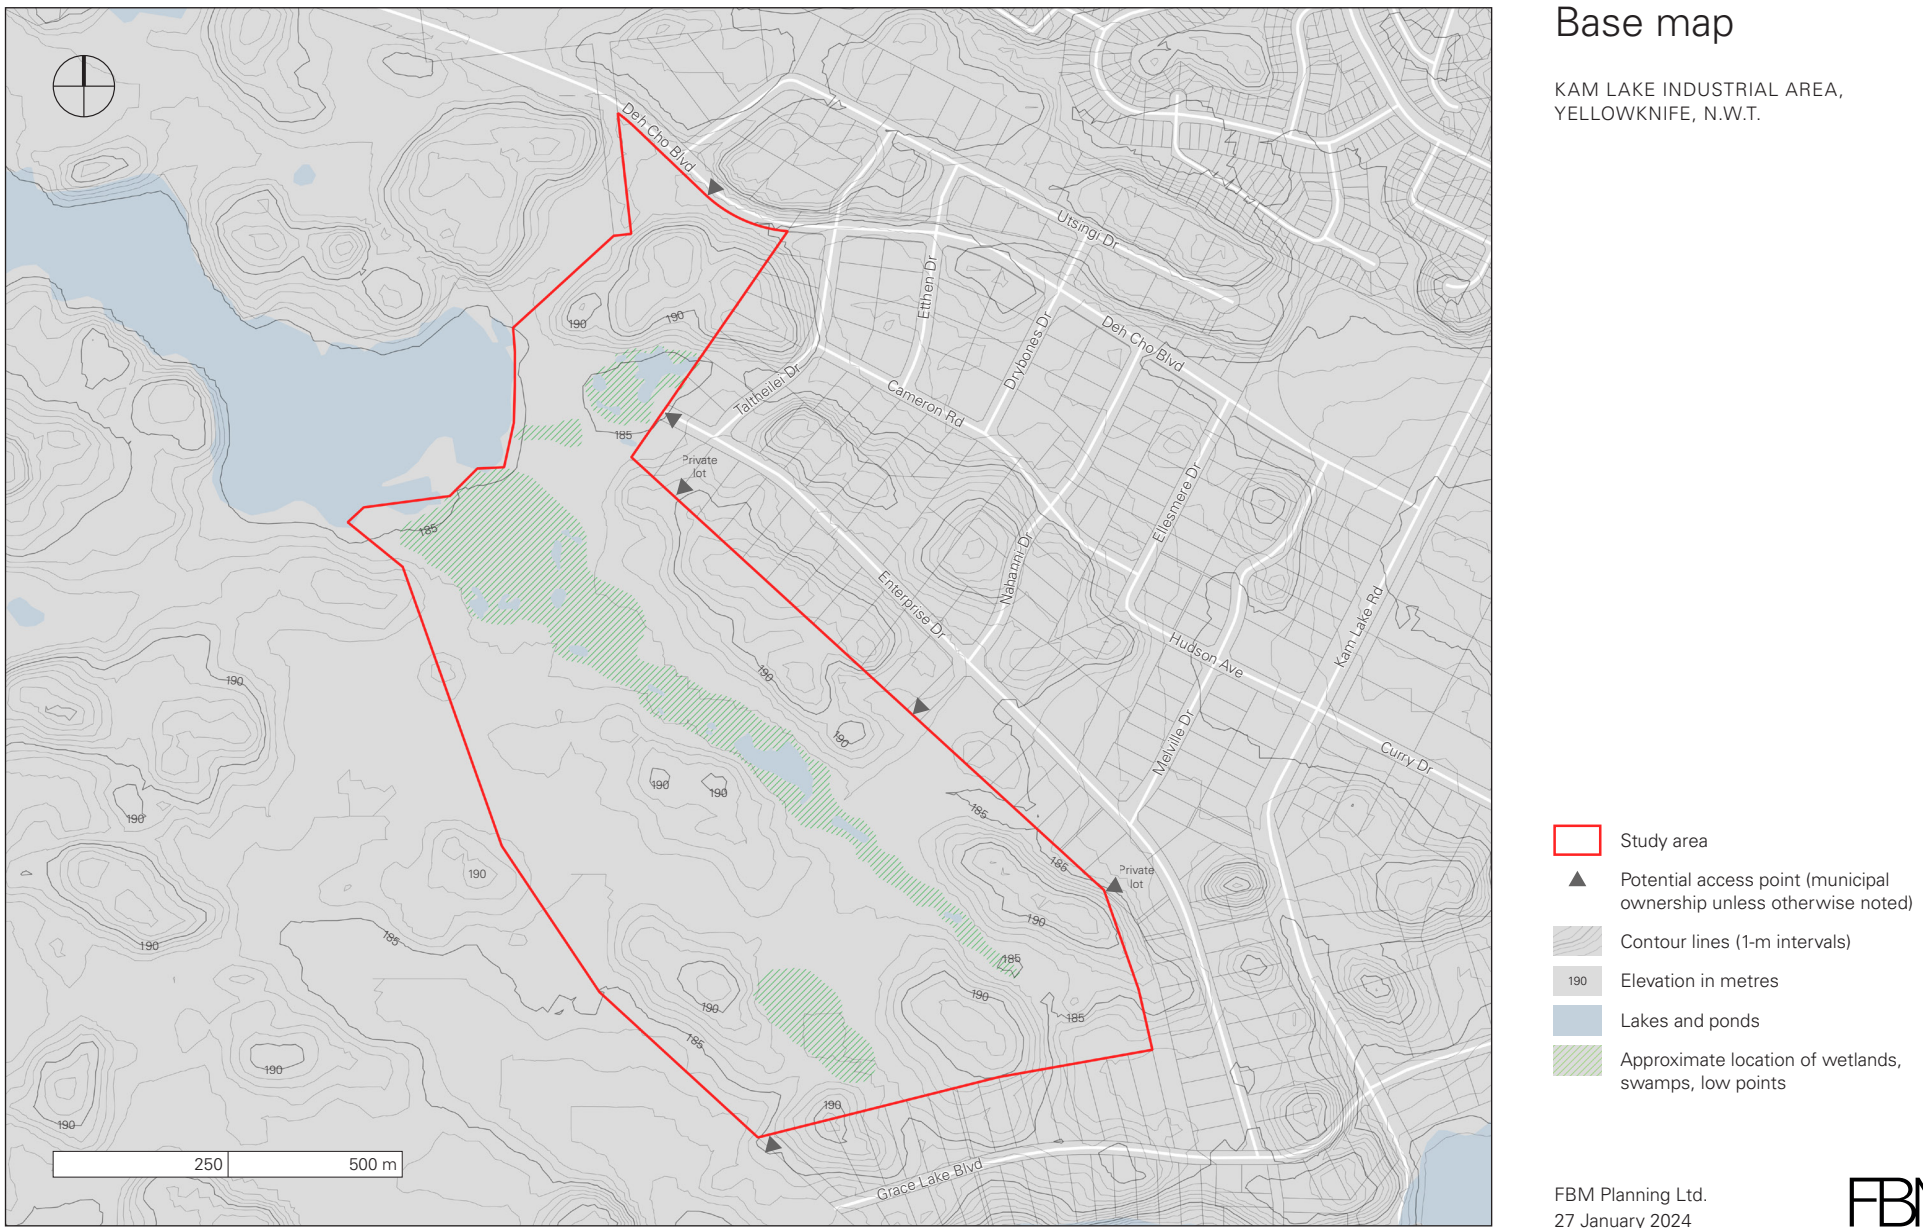 Base map
KAM LAKE INDUSTRIAL AREA,
YELLOWKNIFE, N.W.T.
Deh Cho Blvd
Utsingi Dr
Etthen Dr
Drybones Dr
Deh Cho Blvd
190
190
Taltheilei Dr
Cameron Rd
185
Private
lot
Ellesmere Dr
185
Nahanni Dr
Enterprise Dr
Kam Lake Rd
Hudson Ave
190
190
Melville Dr
190
Curry Dr
190
190
190
185
185
Private
lot
190
190
185
190
185
190
190
185
185
190
190
190
250
500 m
Grace Lake Blvd
Study area
Potential access point (municipal
ownership unless otherwise noted)
Contour lines (1-m intervals)
190
Elevation in metres
Lakes and ponds
Approximate location of wetlands,
swamps, low points
FBM Planning Ltd.
27 January 2024